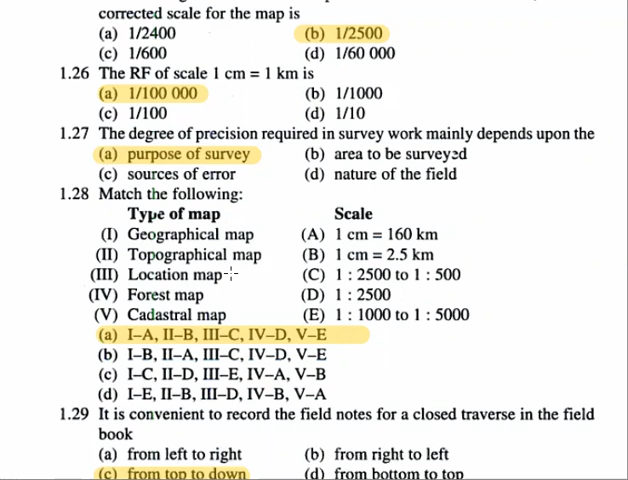 corrected scale for the map is
(a) 1/2400 (b) 1/2500
(c) 1/600 (d) 1/60 000
1.26 The RF of scale 1 cm = 1 km is
(a) 1/100 000 (b) 1/1000
(c) 1/100 (d) 1/10
1.27 The degree of precision required in survey work mainly depends upon the
(a) purpose of survey (b) area to be surveyed
(c) sources of error (d) nature of the field
1.28 Match the following:
Type of map Scale
(I) Geographical map (A) 1 cm = 160 km
(II) Topographical map (B) 1 cm = 2.5 km
(III) Location map (C) 1 : 2500 to 1 : 500
(IV) Forest map (D) 1 : 2500
(V) Cadastral map (E) 1 : 1000 to 1 : 5000
(a) I–A, II–B, III–C, IV–D, V–E
(b) I–B, II–A, III–C, IV–D, V–E
(c) I–C, II–D, III–E, IV–A, V–B
(d) I–E, II–B, III–D, IV–B, V–A
1.29 It is convenient to record the field notes for a closed traverse in the field
book
(a) from left to right (b) from right to left
(c) from top to down (d) from bottom to top